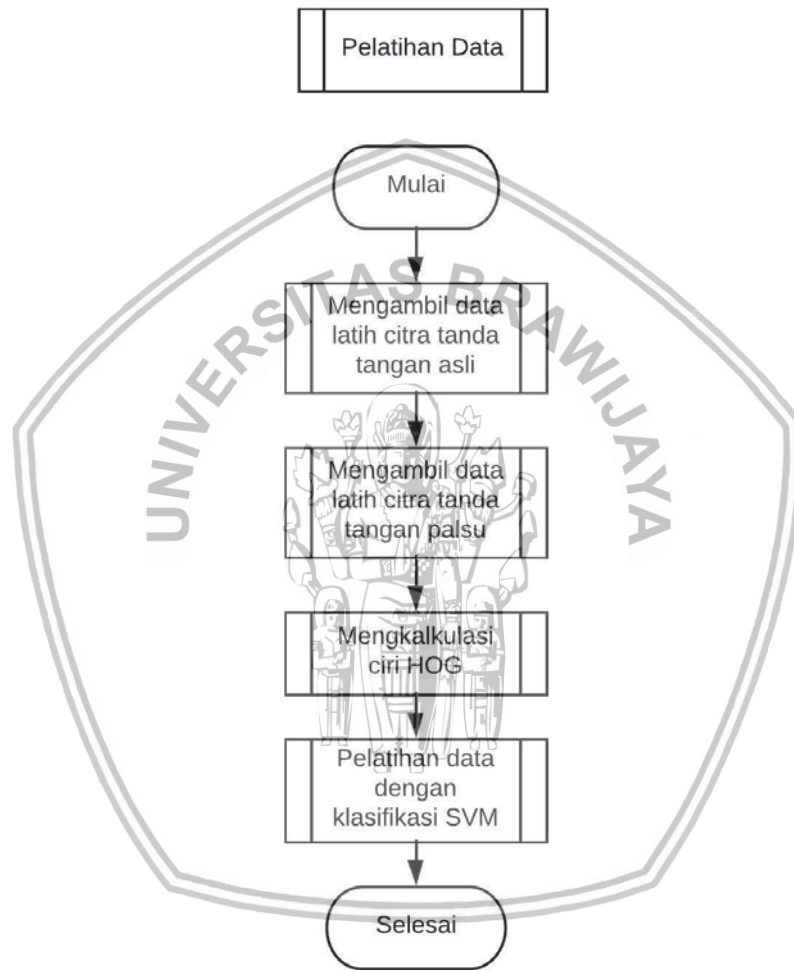 Pelatihan Data
Mulai
UNIVERSITAS BRAWIJAYA
Mengambil data
latih citra tanda
tangan asli
Mengambil data
latih citra tanda
tangan palsu
Mengkalkulasi
ciri HOG
Pelatihan data
dengan
klasifikasi SVM
Selesai